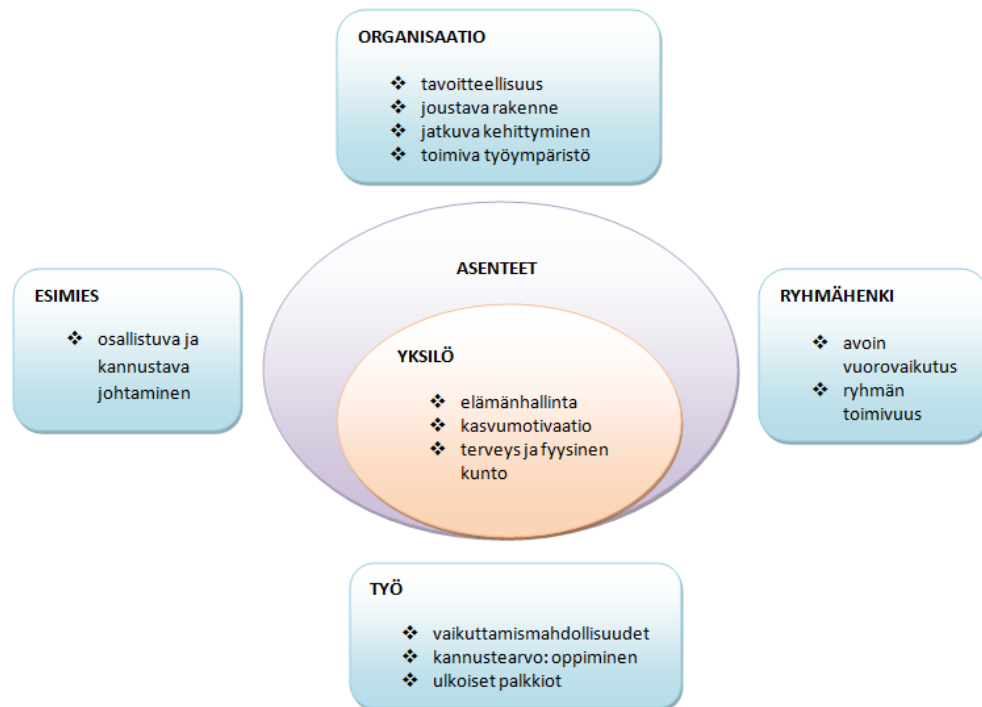 ORGANISAATIO
❖ tavoitteellisuus
❖ joustava rakenne
❖ jatkuva kehittyminen
❖ toimiva työympäristö
ASENTEET
ESIMIES
❖ osallistuva ja
kannustava
johtaminen
YKSILÖ
❖ elämänhallinta
❖ kasvumotivaatio
❖ terveys ja fyysinen
kunto
RYHMÄHENKI
❖ avoin
vuorovaikutus
❖ ryhmän
toimivuus
TYÖ
❖ vaikuttamismahdollisuudet
❖ kannustearvo: oppiminen
❖ ulkoiset palkkiot